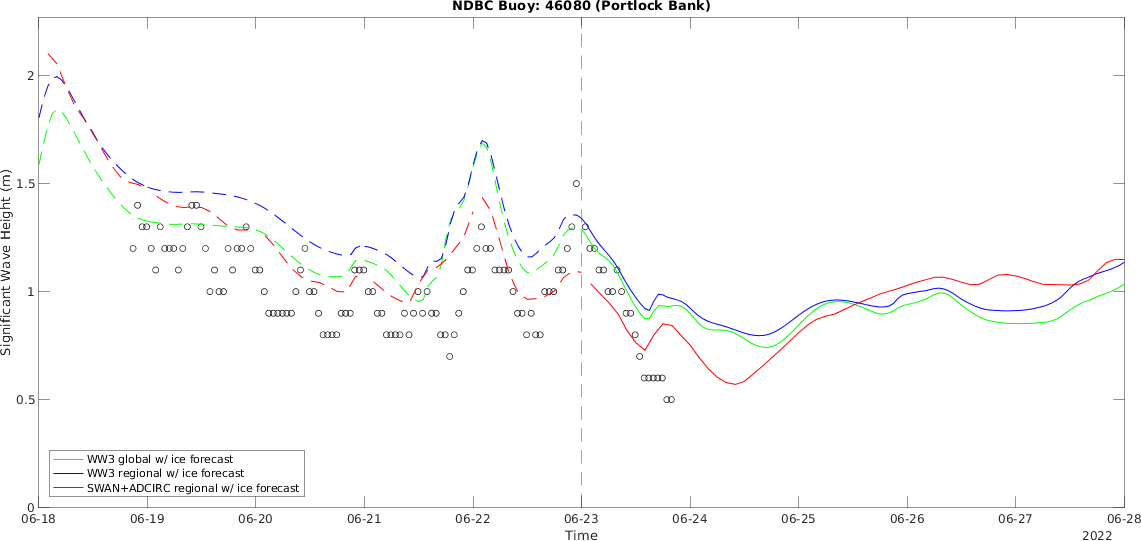 NDBC Buoy: 46080 (Portlock Bank)
Significant Wave Height (m)
2
1.5
1
0.5
0
WW3 global w/ ice forecast
WW3 regional w/ ice forecast
SWAN+ADCIRC regional w/ ice forecast
06-18 06-19 06-20 06-21 06-22 06-23 06-24 06-25 06-26 06-27 06-28
Time
2022